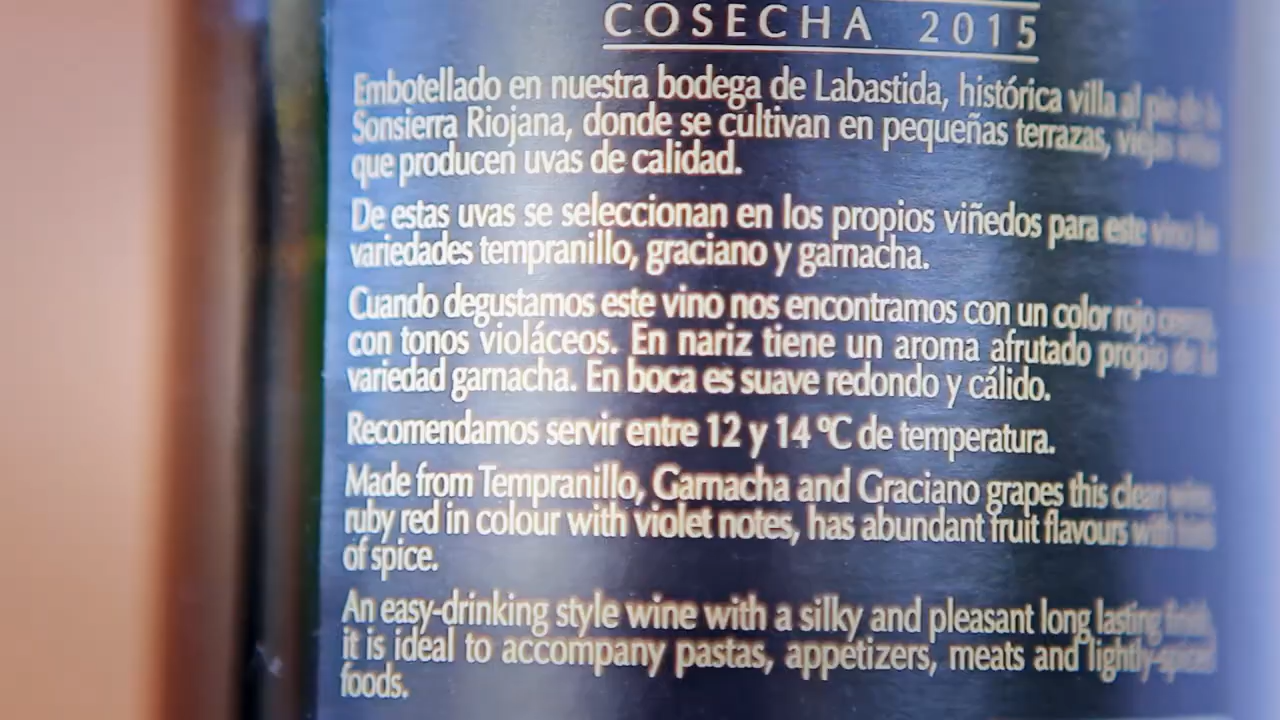 COSECHA 2015
Embotellado en nuestra bodega de Labastida, histórica villa al pie de la
Sonsierra Riojana, donde se cultivan en pequeñas terrazas, viejas viñas
que producen uvas de calidad.
De estas uvas se seleccionan en los propios viñedos para este vino las
variedades tempranillo, graciano y garnacha.
Cuando degustamos este vino nos encontramos con un color rojo
con tonos violáceos. En nariz tiene un aroma afrutado propio de la
variedad garnacha. En boca es suave redondo y cálido.
Recomendamos servir entre 12 y 14 ºC de temperatura.
Made from Tempranillo, Garnacha and Graciano grapes this clean wine,
ruby red in colour with violet notes, has abundant fruit flavours with hints
of spice.
An easy-drinking style wine with a silky and pleasant long lasting finish,
it is ideal to accompany pastas, appetizers, meats and lightly-spiced
foods.